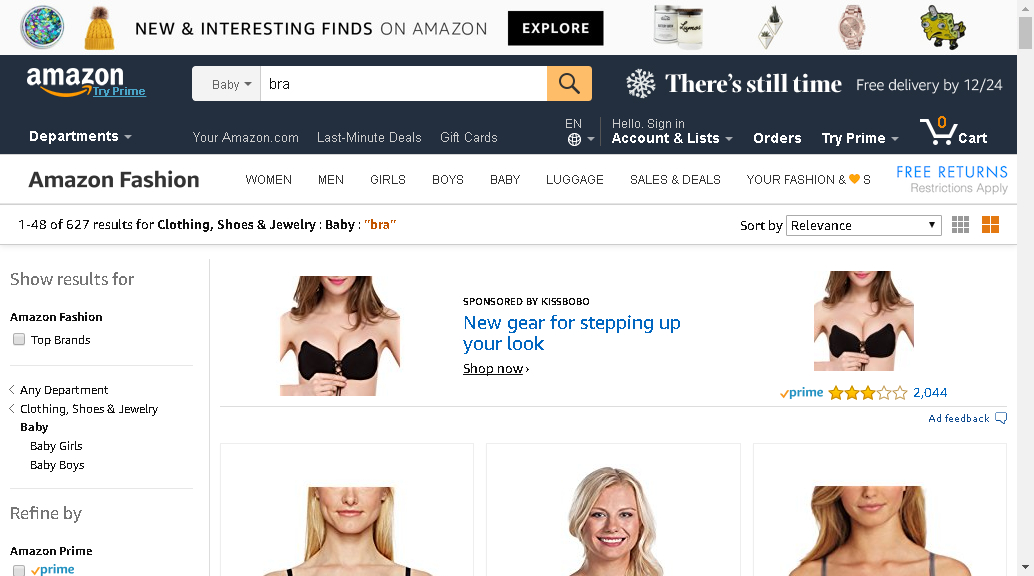 NEW & INTERESTING FINDS ON AMAZON EXPLORE
amazon
Try Prime
Baby
bra
There's still time Free delivery by 12/24
Departments
Your Amazon.com Last-Minute Deals Gift Cards
EN
Hello. Sign in
Account & Lists
Orders
Try Prime
0
Cart
Amazon Fashion
WOMEN MEN GIRLS BOYS BABY LUGGAGE SALES & DEALS YOUR FASHION & S
FREE RETURNS
Restrictions Apply
1-48 of 627 results for Clothing, Shoes & Jewelry : Baby : "bra"
Sort by Relevance
Show results for
Amazon Fashion
Top Brands
Any Department
Clothing, Shoes & Jewelry
Baby
Baby Girls
Baby Boys
Refine by
Amazon Prime
prime
SPONSORED BY KISSBOBO
New gear for stepping up
your look
Shop now ›
prime 2,044
Ad feedback